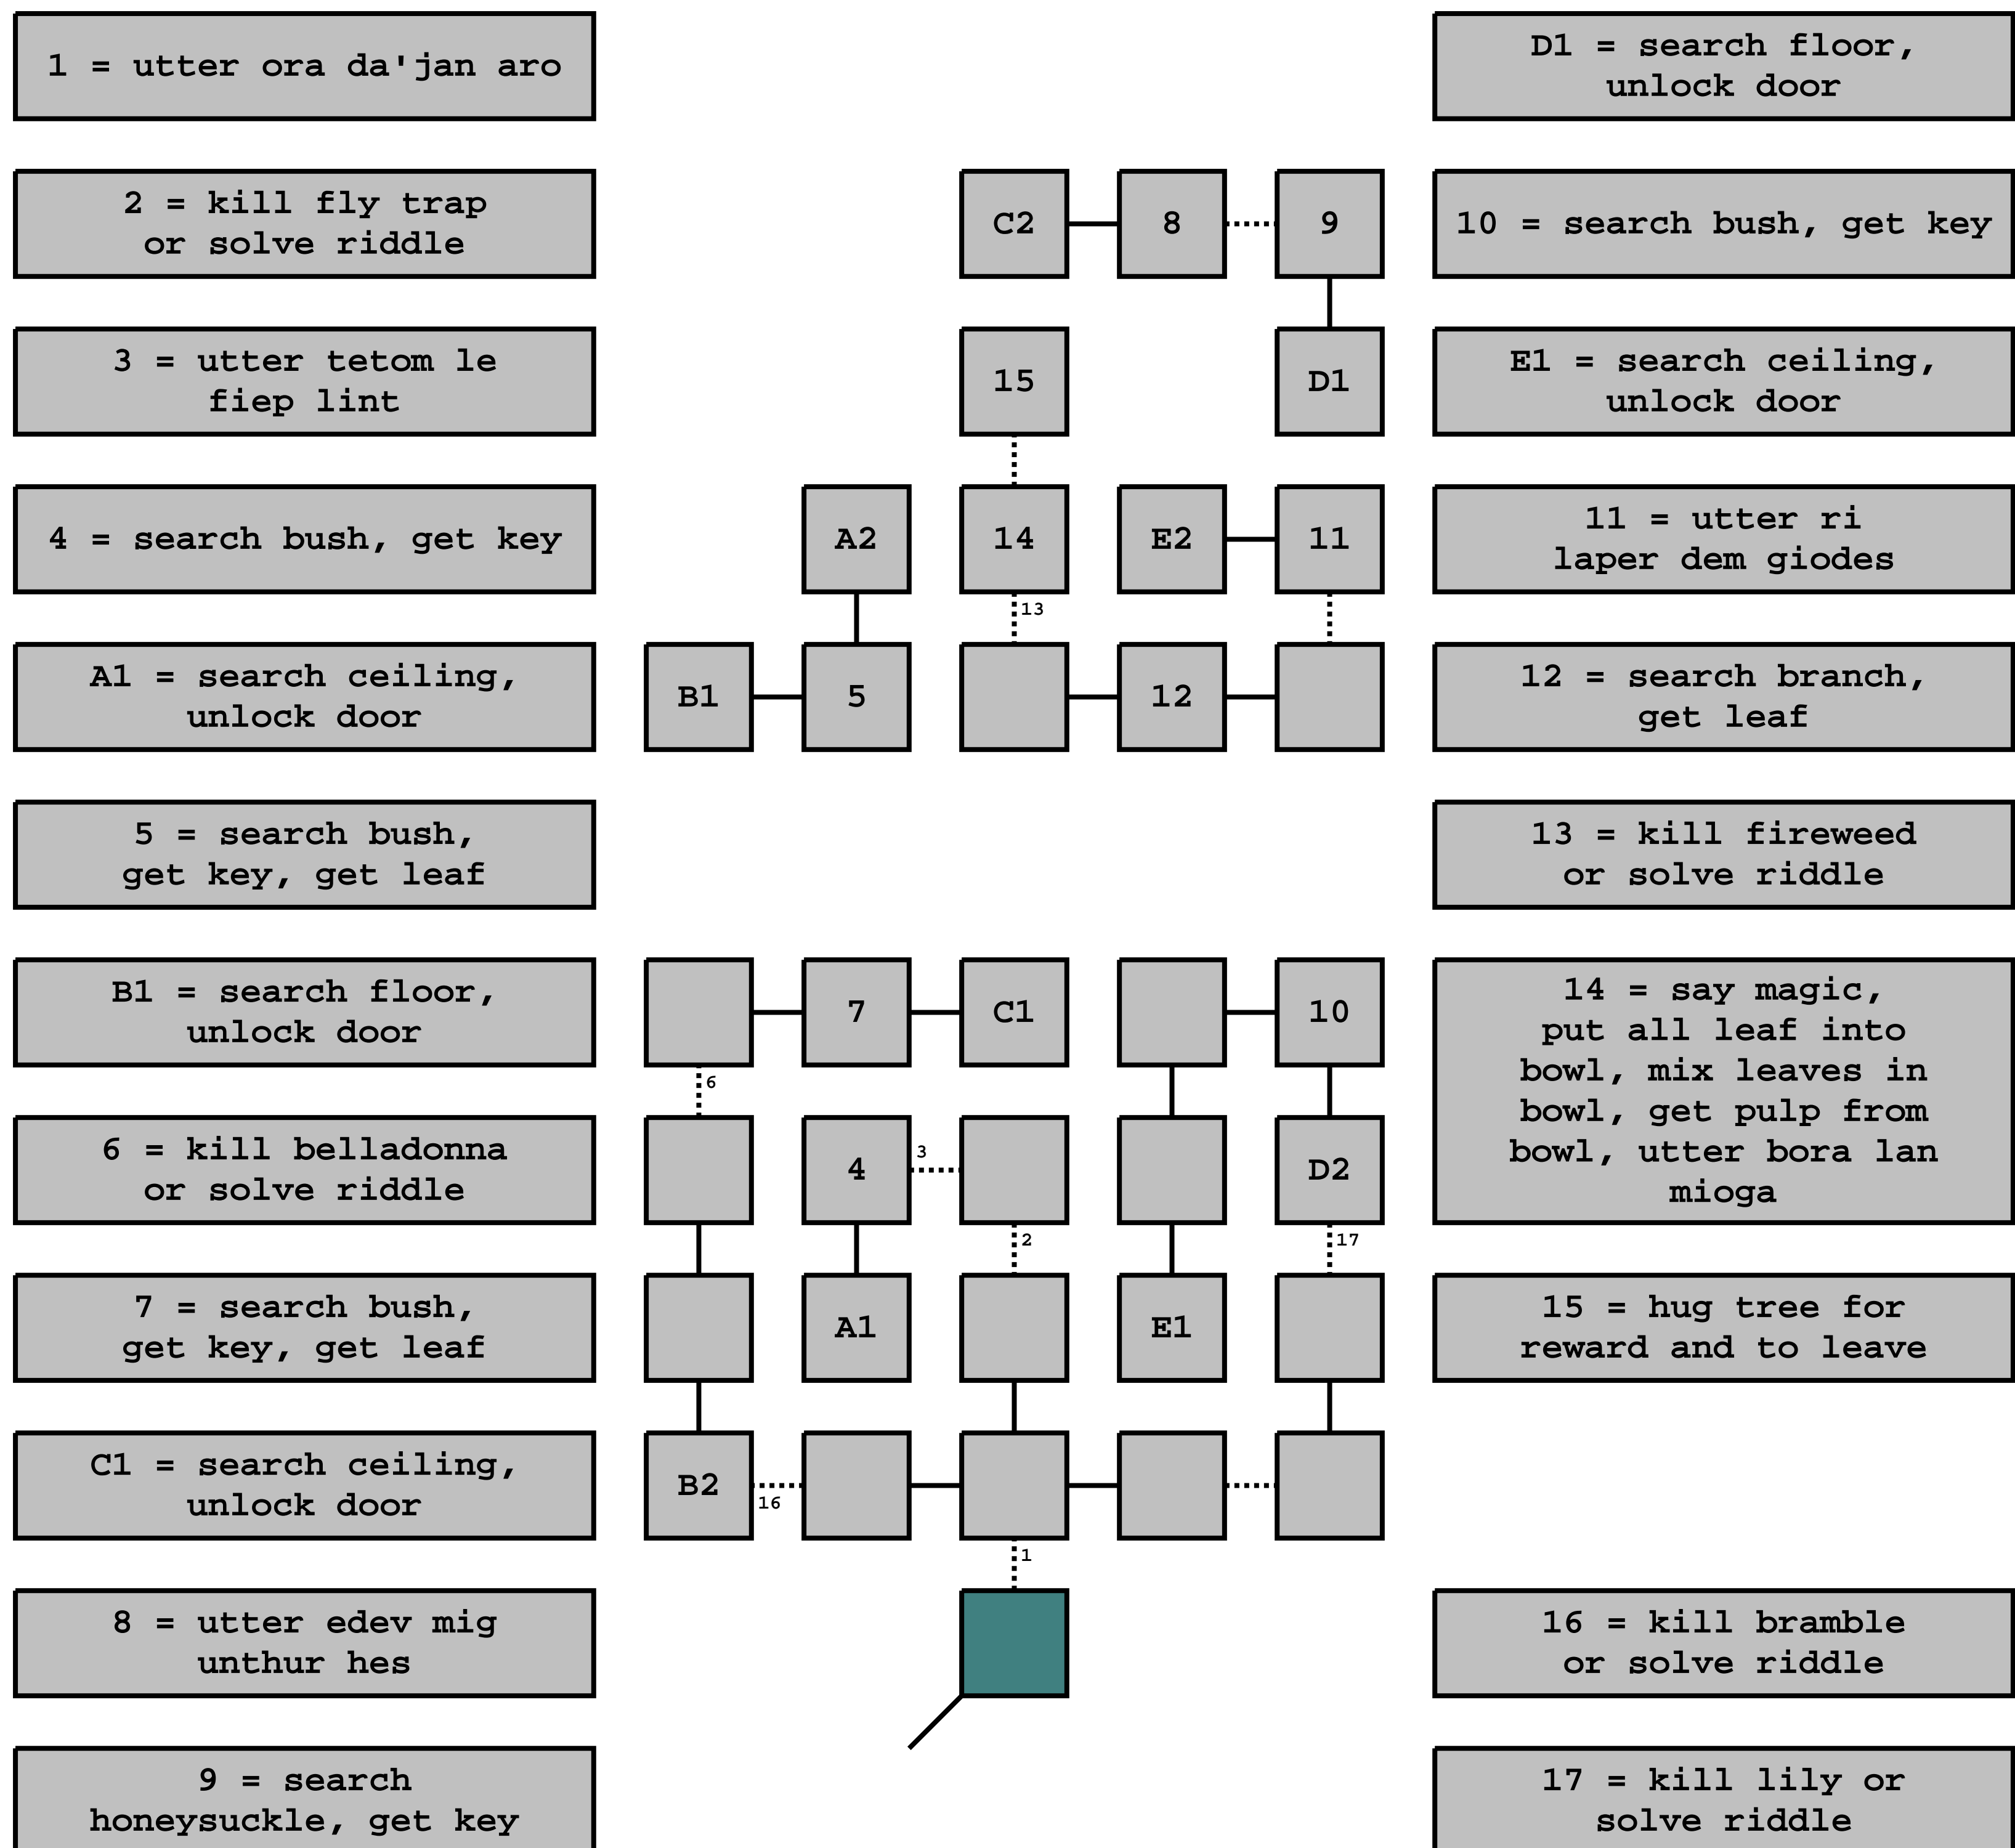 1 = utter ora da'jan aro
D1 = search floor,
unlock door
2 = kill fly trap
or solve riddle
C2
8
9
10 = search bush, get key
3 = utter tetom le
fiep lint
15
D1
E1 = search ceiling,
unlock door
4 = search bush, get key
A2
14
E2
11
11 = utter ri
laper dem giodes
13
A1 = search ceiling,
unlock door
B1
5
12
12 = search branch,
get leaf
5 = search bush,
get key, get leaf
13 = kill fireweed
or solve riddle
B1 = search floor,
unlock door
7
C1
10
14 = say magic,
put all leaf into
bowl, mix leaves in
bowl, get pulp from
bowl, utter bora lan
mioga
6
6 = kill belladonna
or solve riddle
4
3
D2
2
17
7 = search bush,
get key, get leaf
A1
E1
15 = hug tree for
reward and to leave
C1 = search ceiling,
unlock door
B2
16
1
8 = utter edev mig
unthur hes
16 = kill bramble
or solve riddle
9 = search
honeysuckle, get key
17 = kill lily or
solve riddle